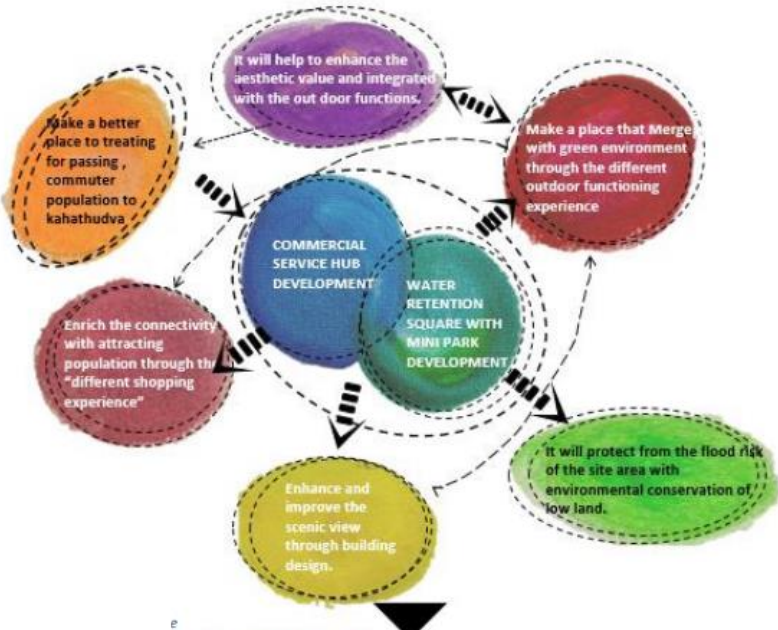 It will help to enhance the
aesthetic value and integrated
with the out door functions.
Make a better
place to treating
for passing ,
commuter
population to
kahathudva
Make a place that Merge
with green environment
through the different
outdoor functioning
experience
COMMERCIAL
SERVICE HUB
DEVELOPMENT
WATER
RETENTION
SQUARE WITH
MINI PARK
DEVELOPMENT
Enrich the connectivity
with attracting
population through the
“different shopping
experience”
It will protect from the flood risk
of the site area with
environmental conservation of
low land.
Enhance and
improve the
scenic view
through building
design.
e